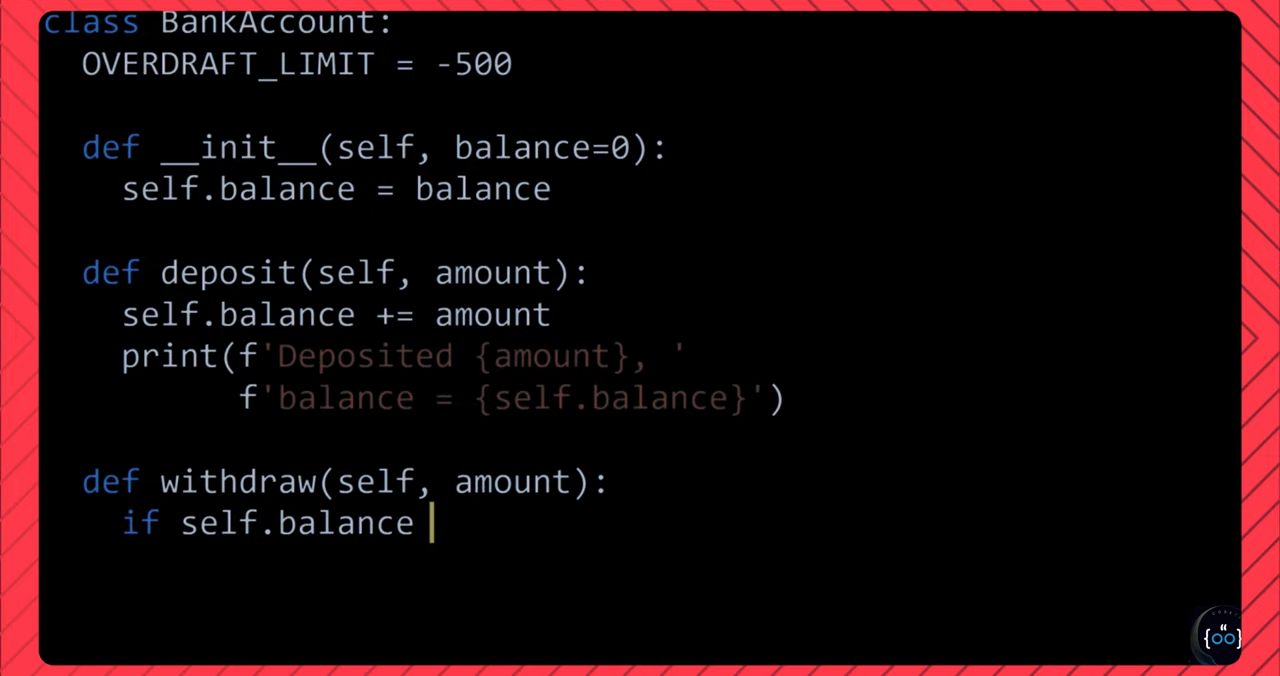 class BankAccount:
OVERDRAFT_LIMIT = -500
def __init__(self, balance=0):
self.balance = balance
def deposit(self, amount):
self.balance += amount
print(f'Deposited {amount}, '
f'balance = {self.balance}')
def withdraw(self, amount):
if self.balance
{oo}